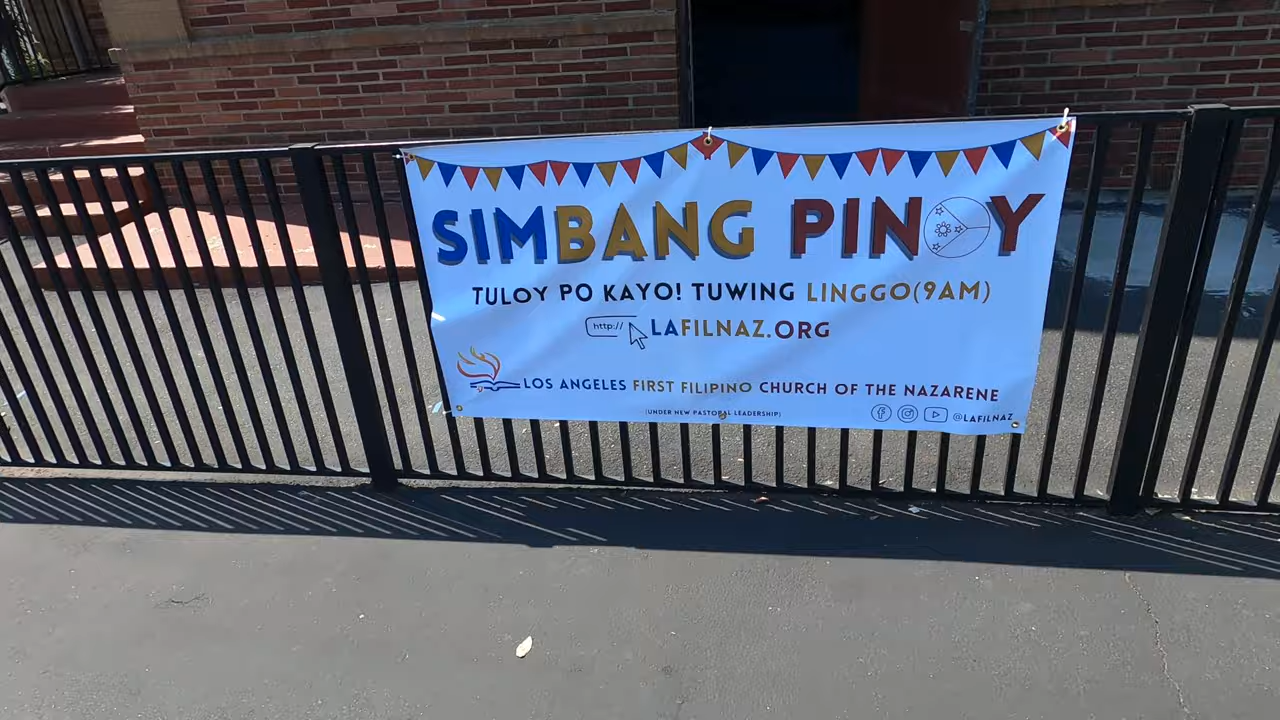 SIMBANG PINOY
TULOY PO KAYO! TUWING LINGGO(9AM)
http:// LAFILNAZ.ORG
LOS ANGELES FIRST FILIPINO CHURCH OF THE NAZARENE
(UNDER NEW PASTORAL LEADERSHIP)
@LAFILNAZ